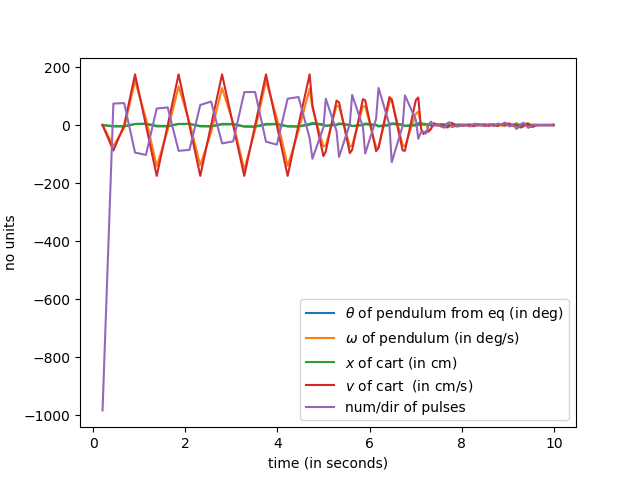 200
0
−200
−400
−600
−800
−1000
no units
θ of pendulum from eq (in deg)
ω of pendulum (in deg/s)
x of cart (in cm)
v of cart  (in cm/s)
num/dir of pulses
0 2 4 6 8 10
time (in seconds)